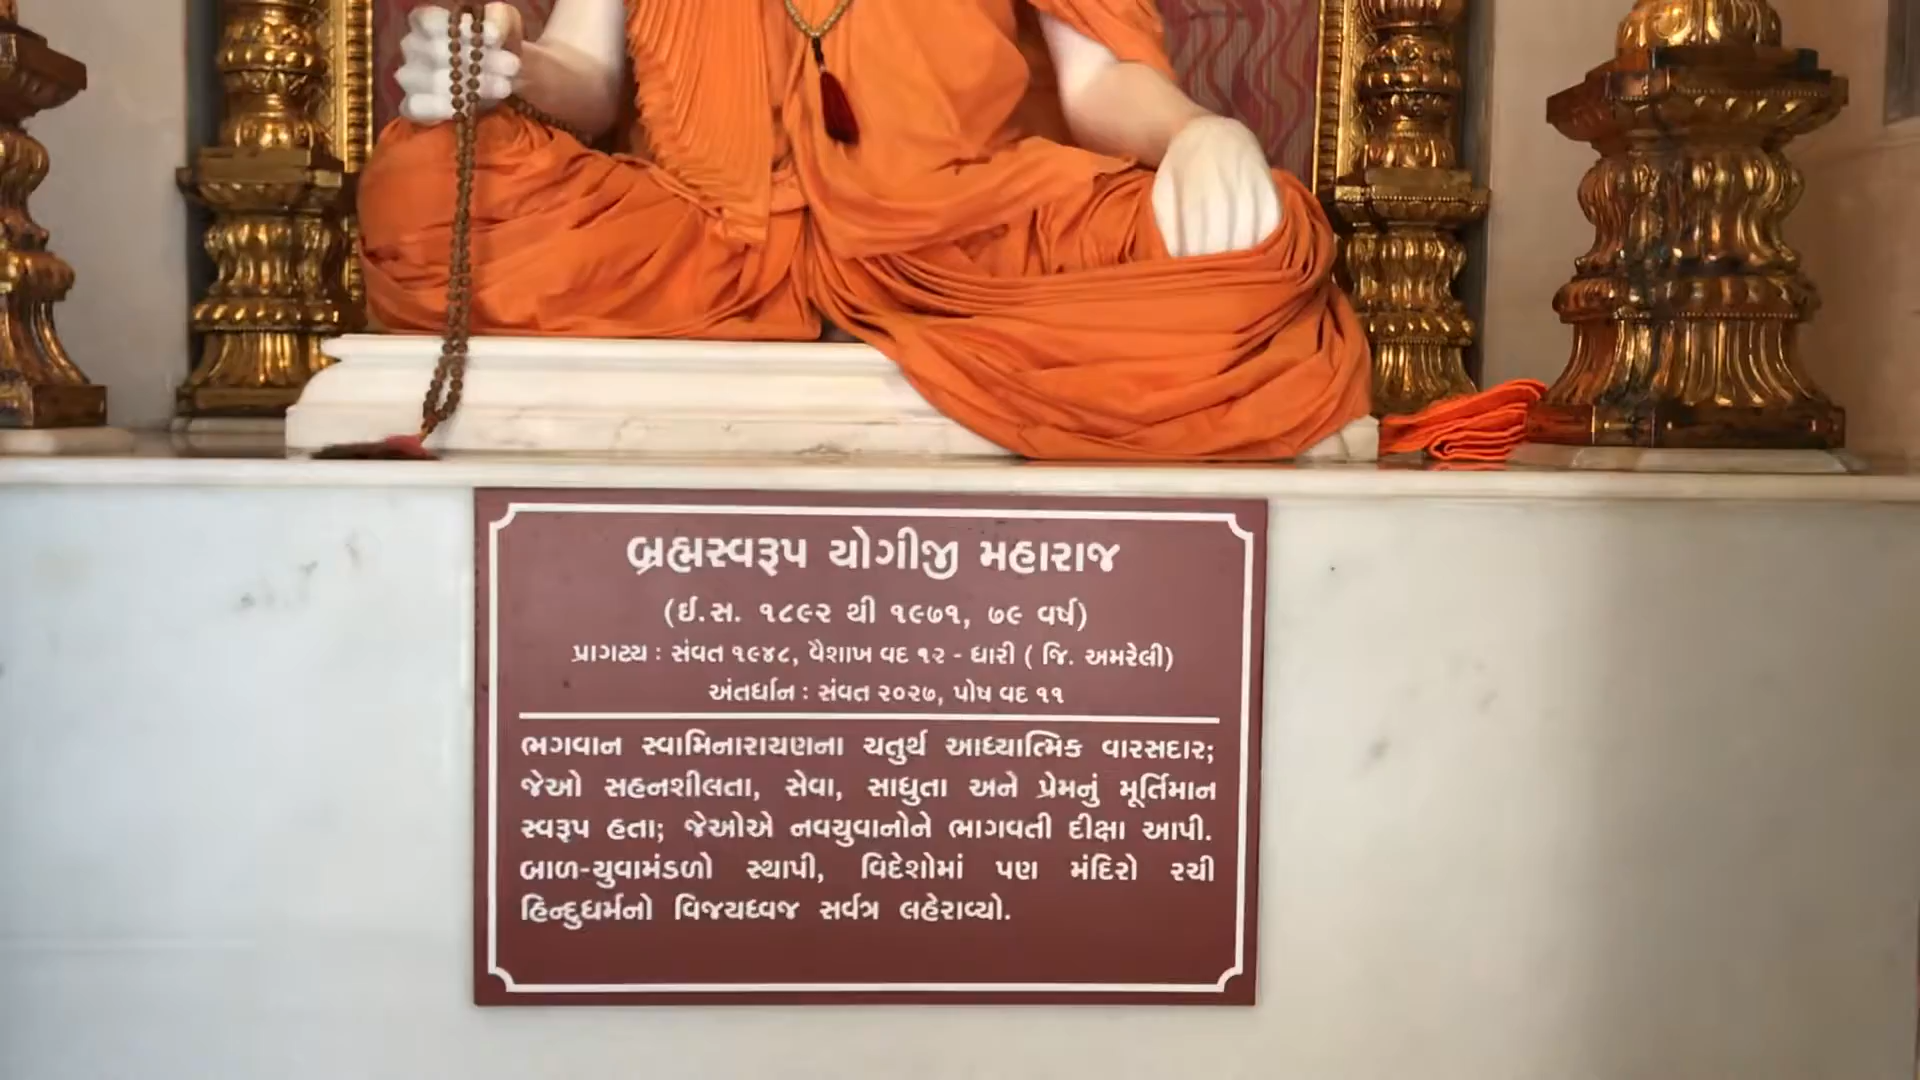 બ્રહ્મસ્વરૂપ યોગીજી મહારાજ
(ઈ.સ. ૧૮૯૨ થી ૧૯૭૧, ૭૯ વર્ષ)
પ્રાગટ્ય : સંવત ૧૯૪૮, વૈશાખ વદ ૧૨ - ધારી ( જિ. અમરેલી)
અંતર્ધાન : સંવત ૨૦૨૭, પોષ વદ ૧૧
ભગવાન સ્વામિનારાયણના ચતુર્થ આધ્યાત્મિક વારસદાર;
જેઓ સહનશીલતા, સેવા, સાધુતા અને પ્રેમનું મૂર્તિમાન
સ્વરૂપ હતા; જેઓએ નવયુવાનોને ભાગવતી દીક્ષા આપી.
બાળ-યુવામંડળો સ્થાપી, વિદેશોમાં પણ મંદિરો રચી
હિન્દુધર્મનો વિજયધ્વજ સર્વત્ર લહેરાવ્યો.